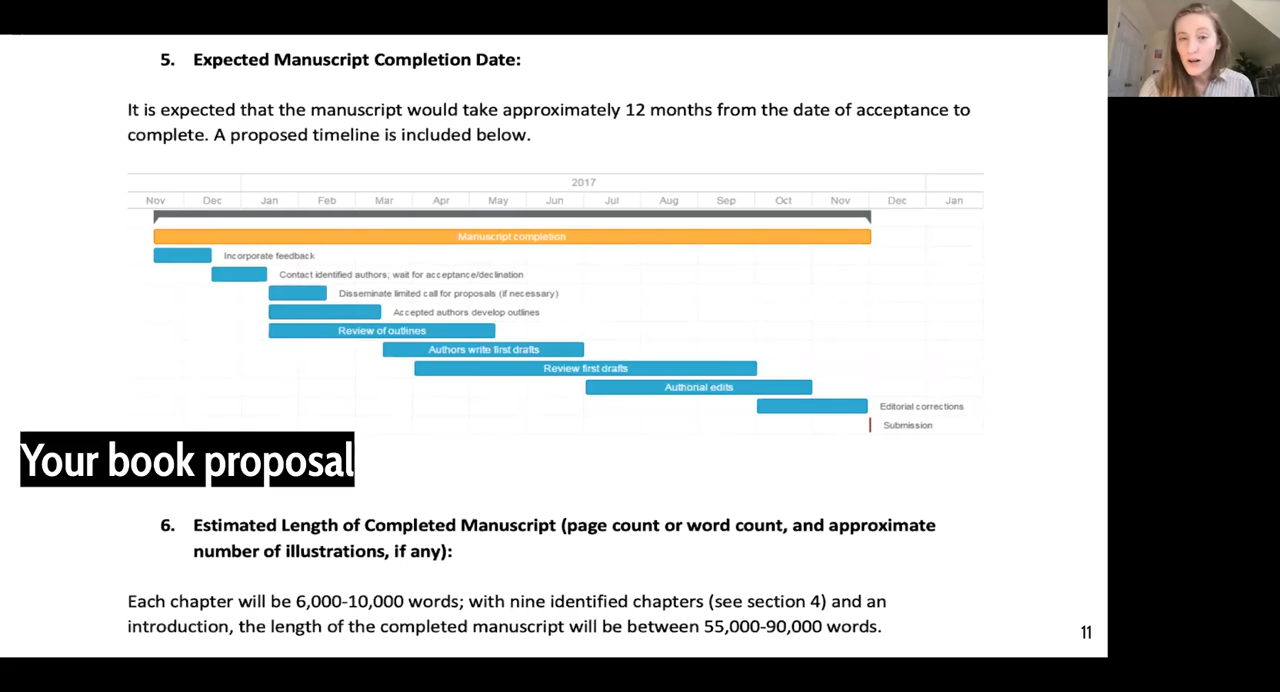 5. Expected Manuscript Completion Date:
It is expected that the manuscript would take approximately 12 months from the date of acceptance to
complete. A proposed timeline is included below.
2017
Nov Dec Jan Feb Mar Apr May Jun Jul Aug Sep Oct Nov Dec Jan
Manuscript completion
Incorporate feedback
Contact identified authors; wait for acceptance/declination
Disseminate limited call for proposals (if necessary)
Accepted authors develop outlines
Review of outlines
Authors write first drafts
Review first drafts
Authorial edits
Editorial corrections
Submission
Your book proposal
6. Estimated Length of Completed Manuscript (page count or word count, and approximate
number of illustrations, if any):
Each chapter will be 6,000-10,000 words; with nine identified chapters (see section 4) and an
introduction, the length of the completed manuscript will be between 55,000-90,000 words.
11